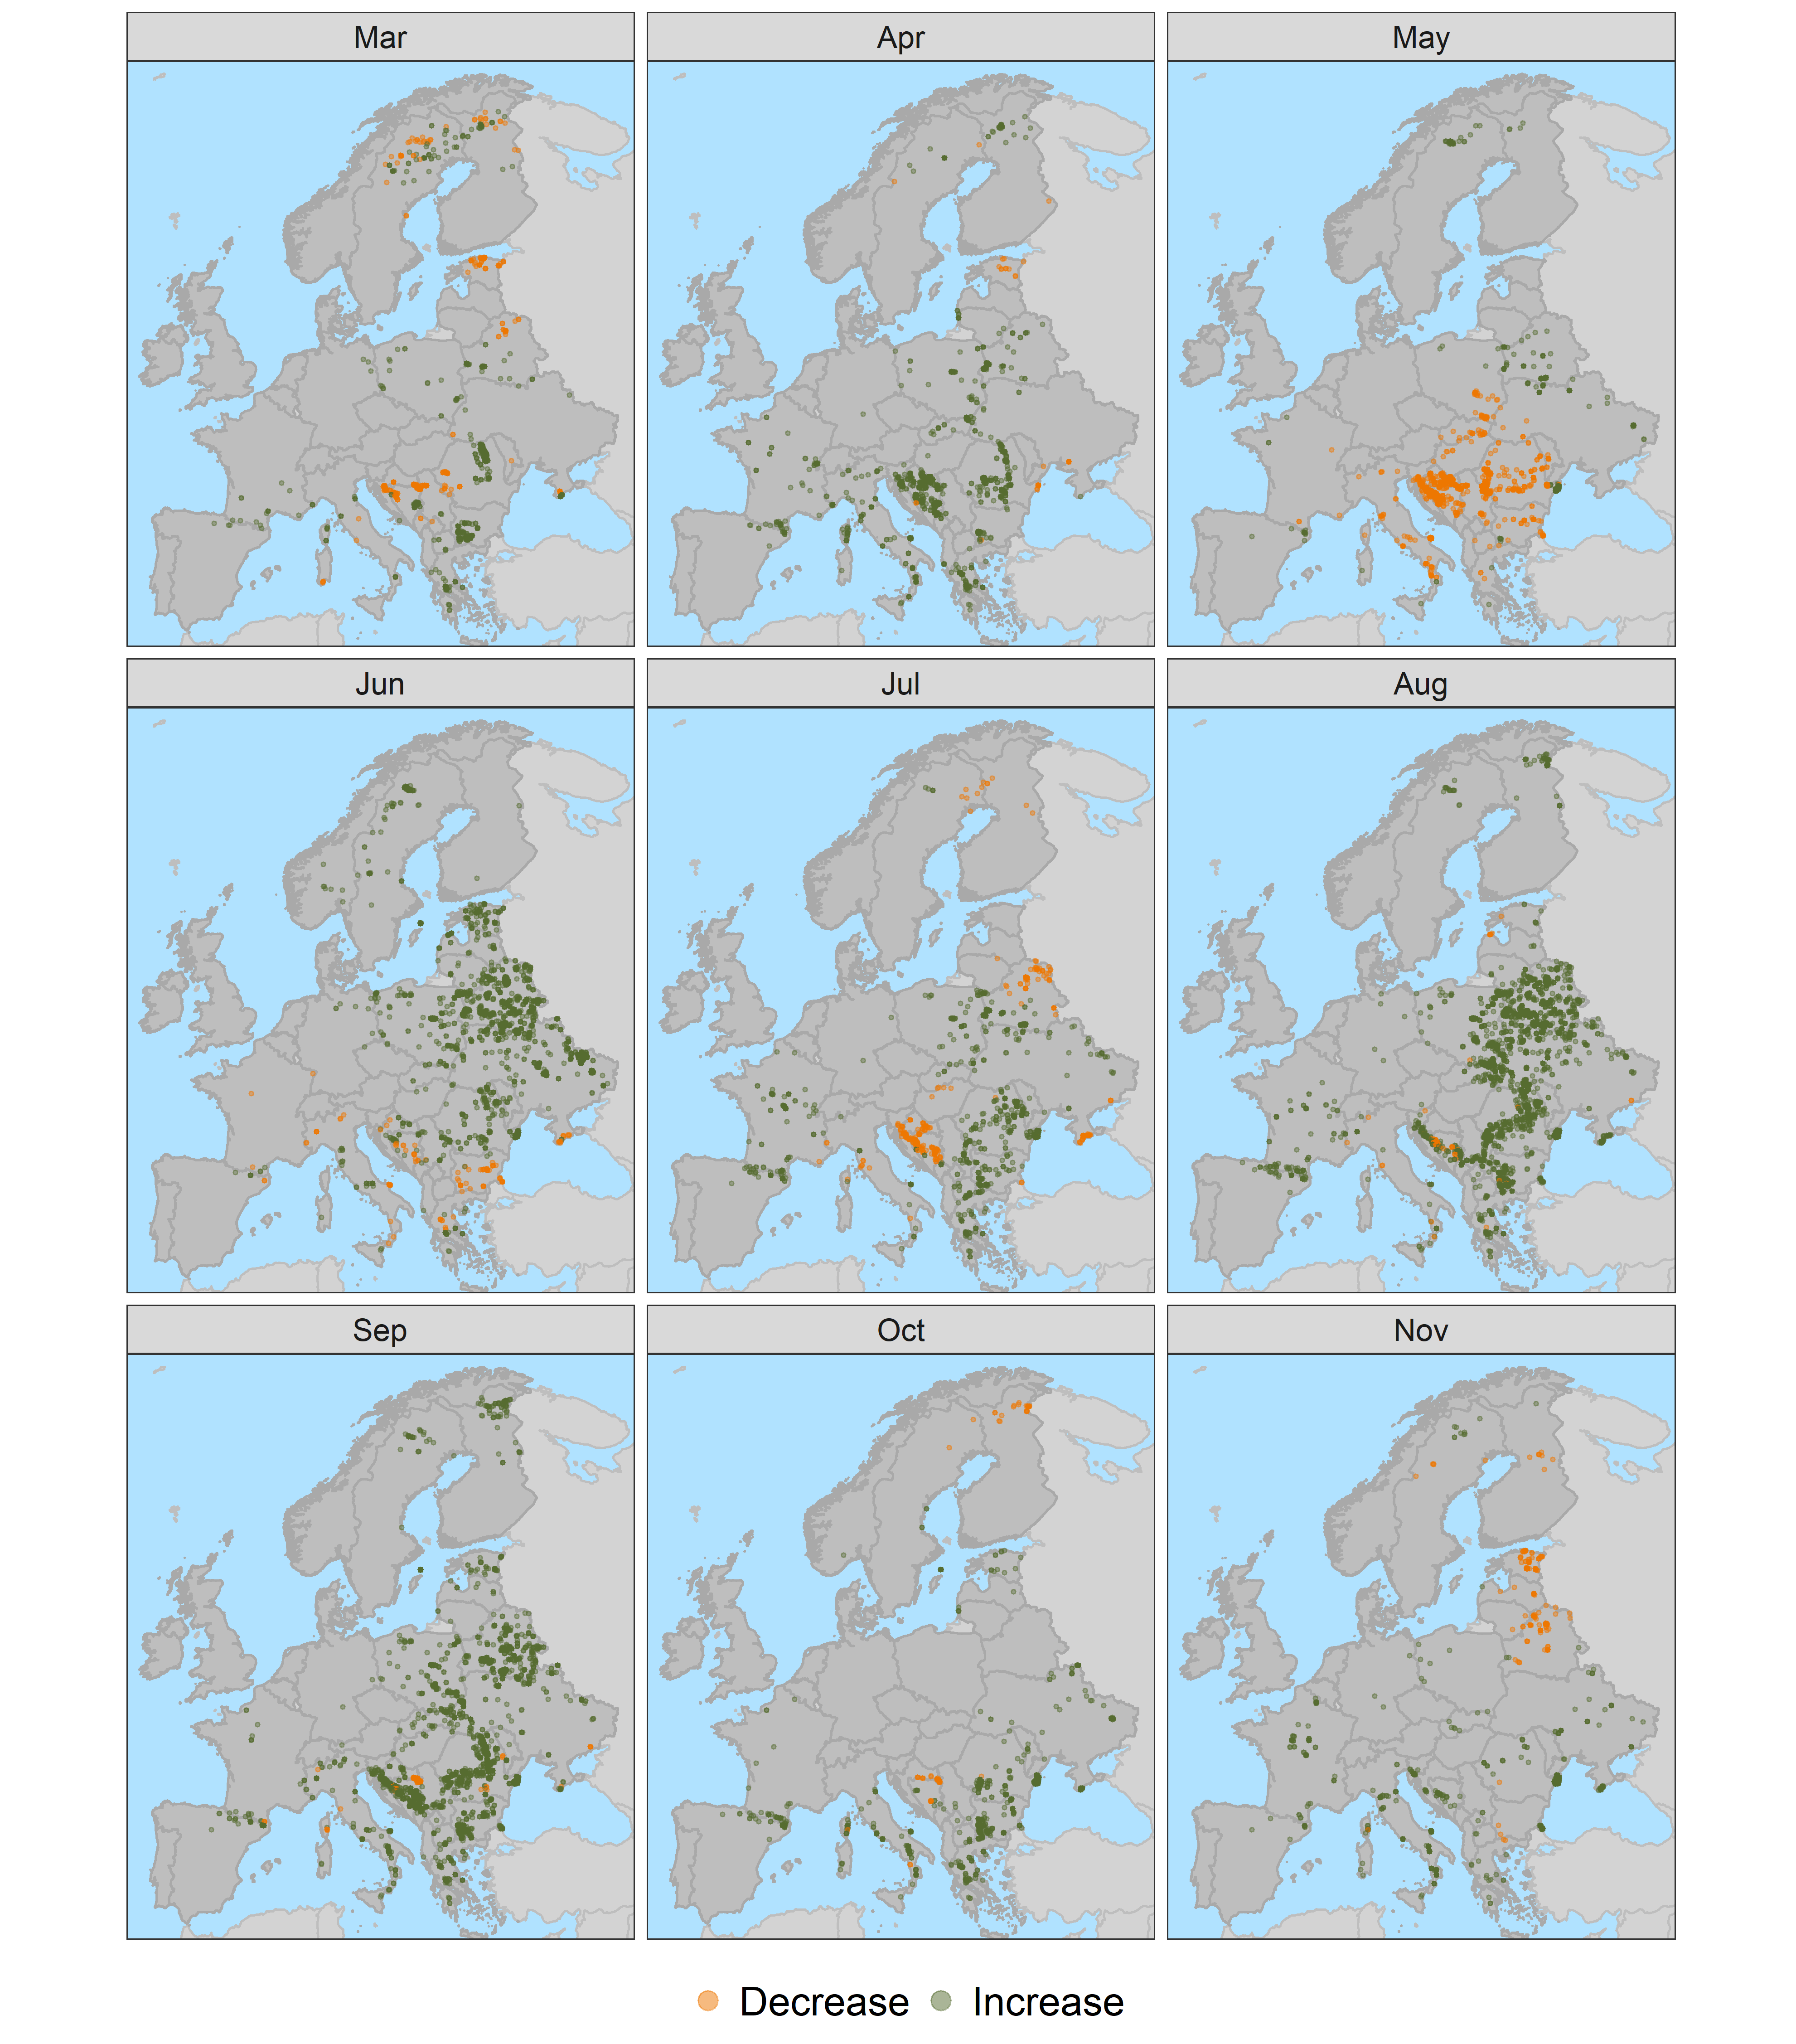 Mar
Apr
May
Jun
Jul
Aug
Sep
Oct
Nov
Decrease
Increase